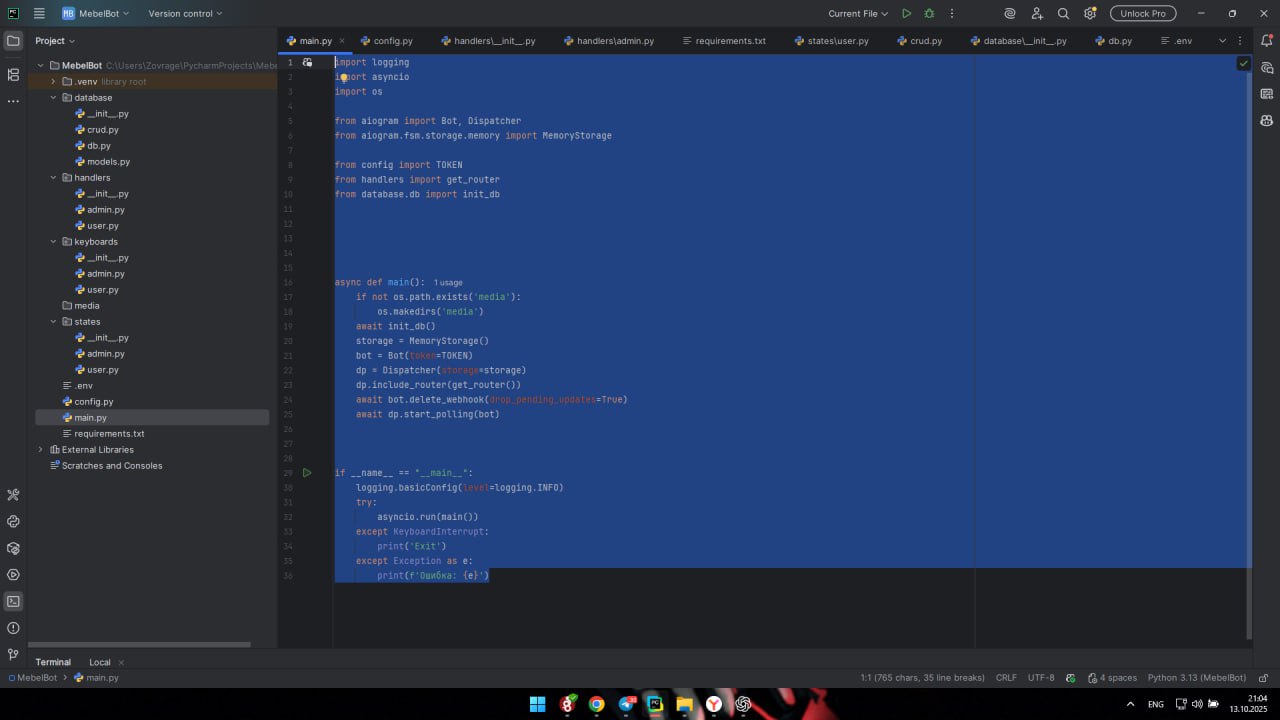 MB MebelBot Version control Current File Unlock Pro
Project
main.py config.py handlers\__init__.py handlers\admin.py requirements.txt states\user.py crud.py database\__init__.py db.py .env
MebelBot C:\Users\Zovrage\PycharmProjects\Mebe
.venv library root
database
__init__.py
crud.py
db.py
models.py
handlers
__init__.py
admin.py
user.py
keyboards
__init__.py
admin.py
user.py
media
states
__init__.py
admin.py
user.py
.env
config.py
main.py
requirements.txt
External Libraries
Scratches and Consoles
1 import logging
2 import asyncio
3 import os
4
5 from aiogram import Bot, Dispatcher
6 from aiogram.fsm.storage.memory import MemoryStorage
7
8 from config import TOKEN
9 from handlers import get_router
10 from database.db import init_db
11
12
13
14
15
16 async def main(): 1 usage
17 if not os.path.exists('media'):
18 os.makedirs('media')
19 await init_db()
20 storage = MemoryStorage()
21 bot = Bot(token=TOKEN)
22 dp = Dispatcher(storage=storage)
23 dp.include_router(get_router())
24 await bot.delete_webhook(drop_pending_updates=True)
25 await dp.start_polling(bot)
26
27
28
29 if __name__ == "__main__":
30 logging.basicConfig(level=logging.INFO)
31 try:
32 asyncio.run(main())
33 except KeyboardInterrupt:
34 print('Exit')
35 except Exception as e:
36 print(f'Ошибка: {e}')
Terminal Local
MebelBot main.py 1:1 (765 chars, 35 line breaks) CRLF UTF-8 4 spaces Python 3.13 (MebelBot)
ENG 21:04
13.10.2025